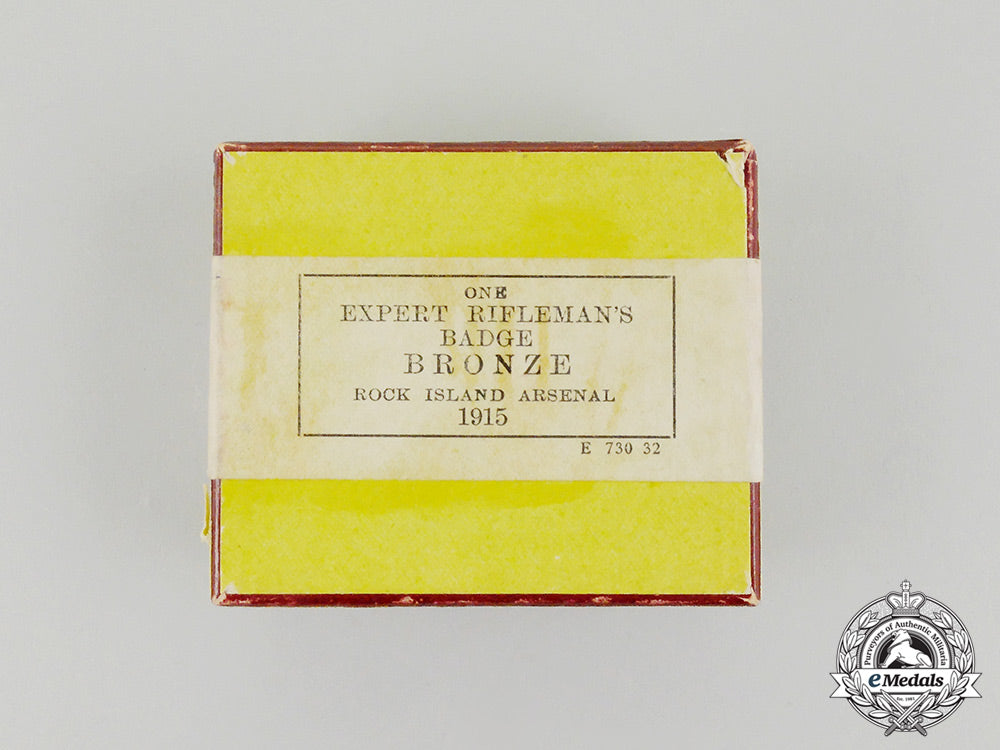 ONE
EXPERT RIFLEMAN'S
BADGE
BRONZE
ROCK ISLAND ARSENAL
1915
E 730 32
Purveyors of Authentic Militaria
eMedals